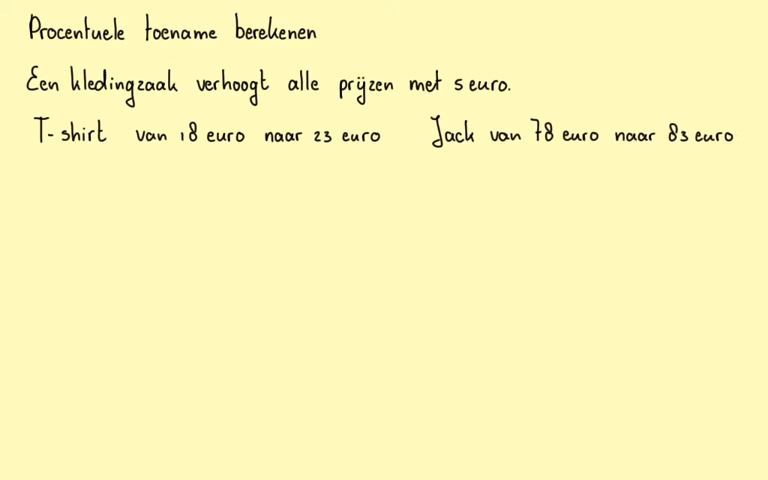 Procentuele toename berekenen
Een kledingzaak verhoogt alle prijzen met 5 euro.
T-shirt van 18 euro naar 23 euro Jack van 78 euro naar 83 euro